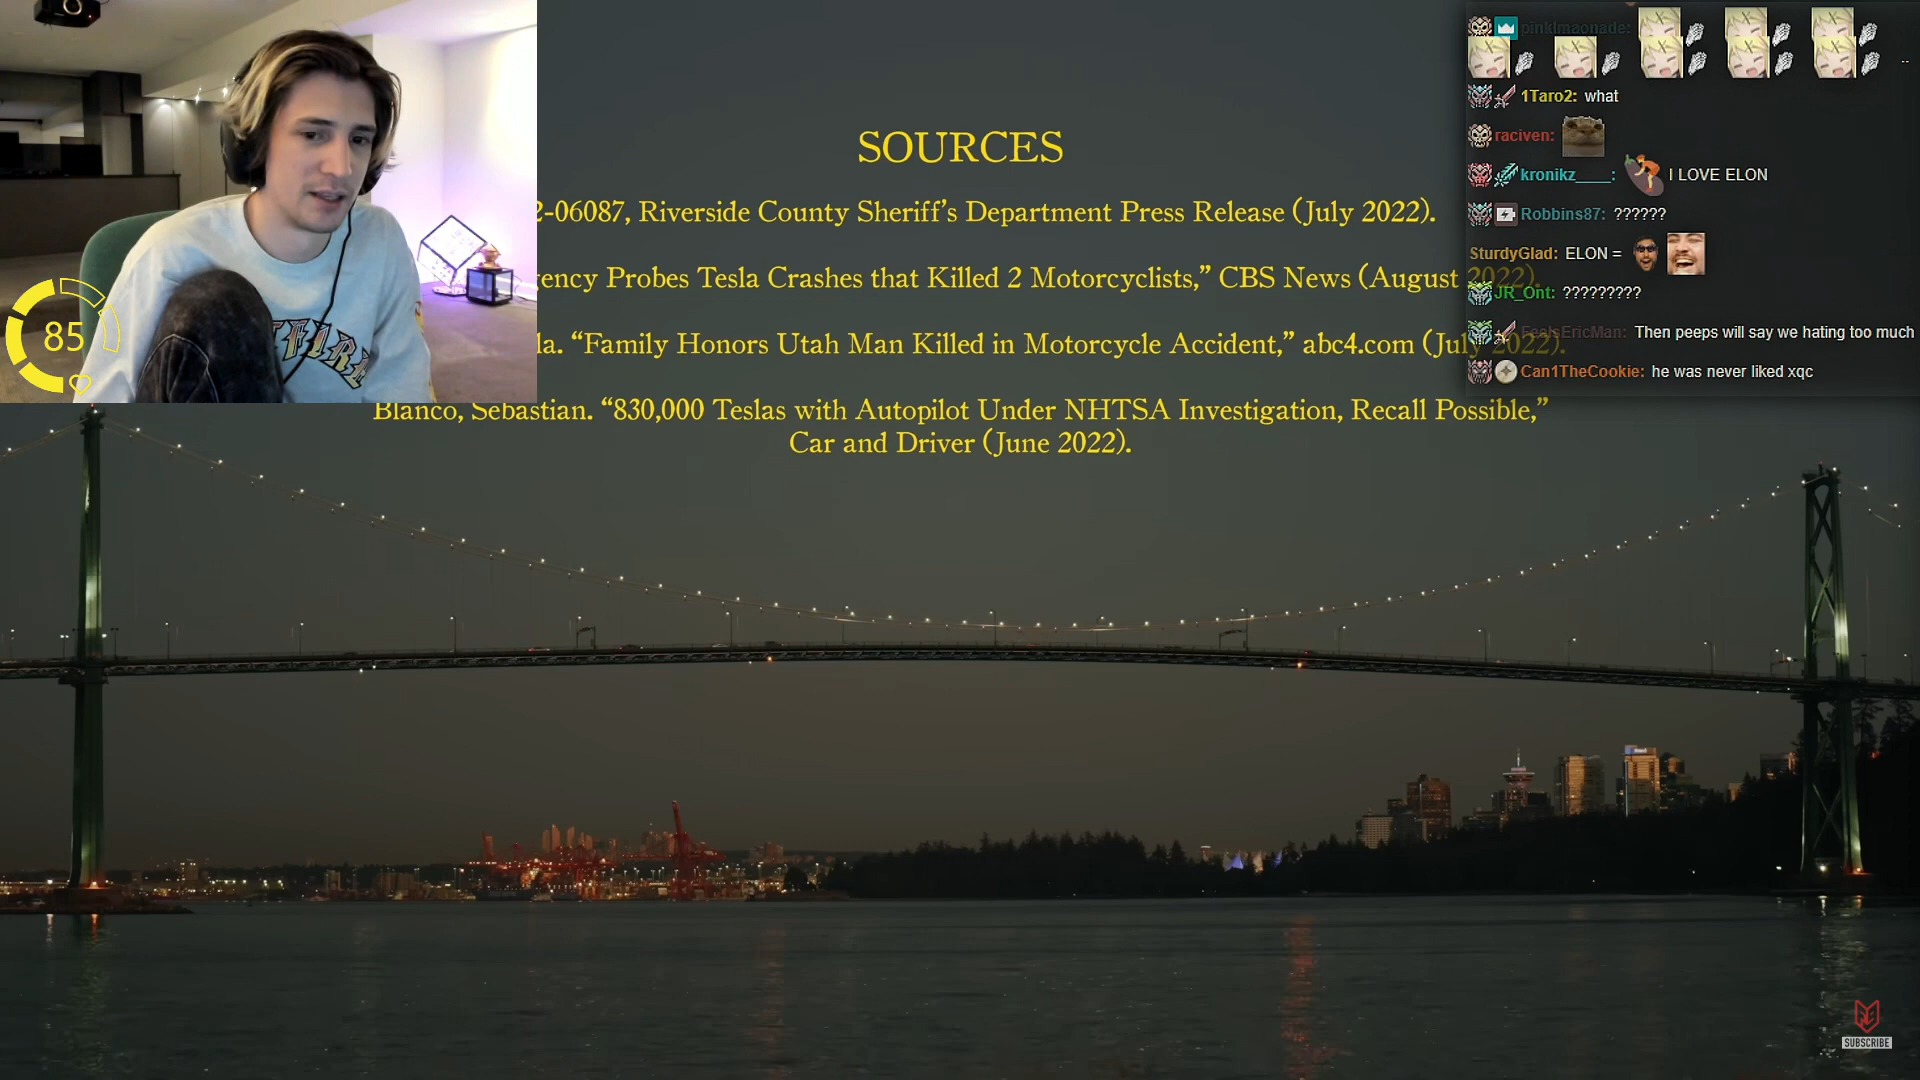 SOURCES
2-06087, Riverside County Sheriff's Department Press Release (July 2022).
gency Probes Tesla Crashes that Killed 2 Motorcyclists,” CBS News (August 2022).
la. “Family Honors Utah Man Killed in Motorcycle Accident,” abc4.com (July 2022).
Blanco, Sebastian. “830,000 Teslas with Autopilot Under NHTSA Investigation, Recall Possible,”
Car and Driver (June 2022).
85
pinklmaonade:
1Taro2: what
raciven:
kronikz____: I LOVE ELON
Robbins87: ??????
SturdyGlad: ELON =
JR_Ont: ?????????
FeelsEricMan: Then peeps will say we hating too much
Can1TheCookie: he was never liked xqc
SUBSCRIBE